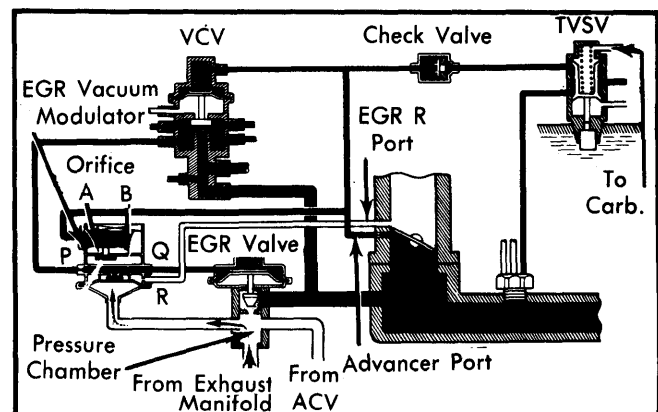 VCV
Check Valve
TVSV
EGR Vacuum
Modulator
EGR R
Port
Orifice
A
B
To
Carb.
P
Q
EGR Valve
R
Pressure
Chamber
Advancer Port
From Exhaust
Manifold
From
ACV